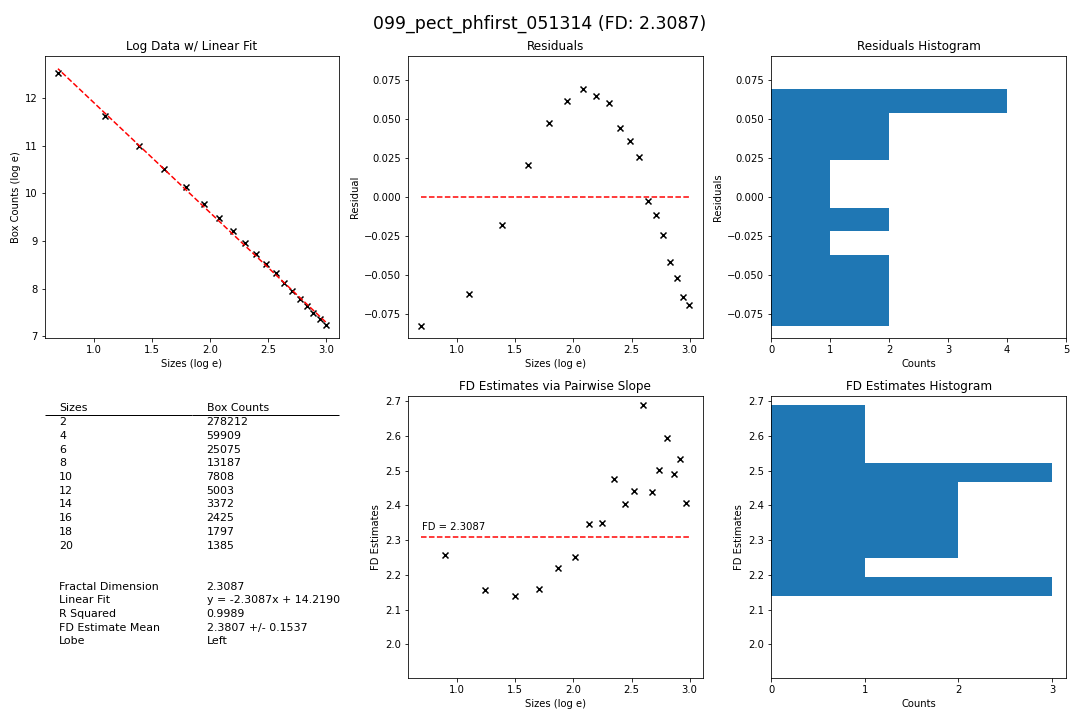 099_pect_phfirst_051314 (FD: 2.3087)
Log Data w/ Linear Fit
Box Counts (log e)
12
11
10
9
8
7
1.0 1.5 2.0 2.5 3.0
Sizes (log e)
Residuals
Residual
0.075
0.050
0.025
0.000
−0.025
−0.050
−0.075
1.0 1.5 2.0 2.5 3.0
Sizes (log e)
Residuals Histogram
Residuals
0.075
0.050
0.025
0.000
−0.025
−0.050
−0.075
0 1 2 3 4 5
Counts
Sizes Box Counts
2 278212
4 59909
6 25075
8 13187
10 7808
12 5003
14 3372
16 2425
18 1797
20 1385
Fractal Dimension 2.3087
Linear Fit y = -2.3087x + 14.2190
R Squared 0.9989
FD Estimate Mean 2.3807 +/- 0.1537
Lobe Left
FD Estimates via Pairwise Slope
FD Estimates
2.7
2.6
2.5
2.4
2.3
2.2
2.1
2.0
FD = 2.3087
1.0 1.5 2.0 2.5 3.0
Sizes (log e)
FD Estimates Histogram
FD Estimates
2.7
2.6
2.5
2.4
2.3
2.2
2.1
2.0
0 1 2 3
Counts